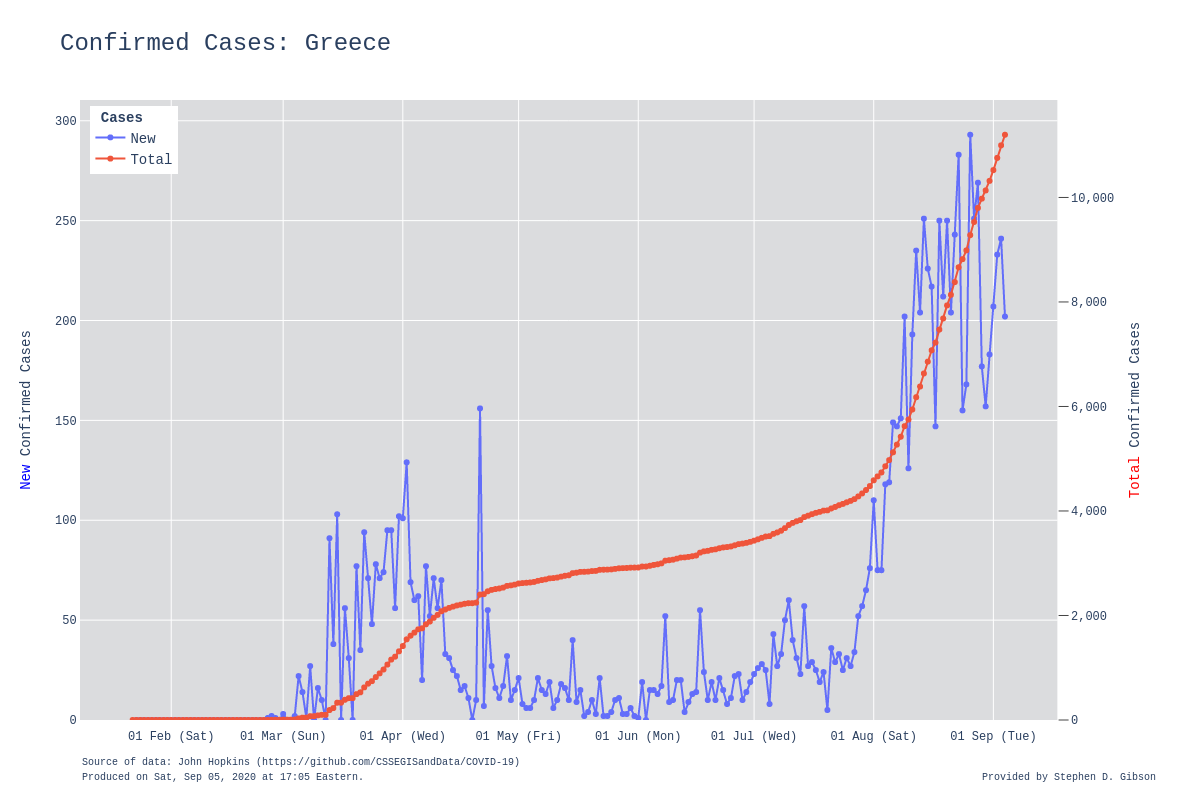 Confirmed Cases: Greece
Cases
New
Total
300
250
200
150
100
50
0
10,000
8,000
6,000
4,000
2,000
0
New Confirmed Cases
Total Confirmed Cases
01 Feb (Sat) 01 Mar (Sun) 01 Apr (Wed) 01 May (Fri) 01 Jun (Mon) 01 Jul (Wed) 01 Aug (Sat) 01 Sep (Tue)
Source of data: John Hopkins (https://github.com/CSSEGISandData/COVID-19)
Produced on Sat, Sep 05, 2020 at 17:05 Eastern.
Provided by Stephen D. Gibson